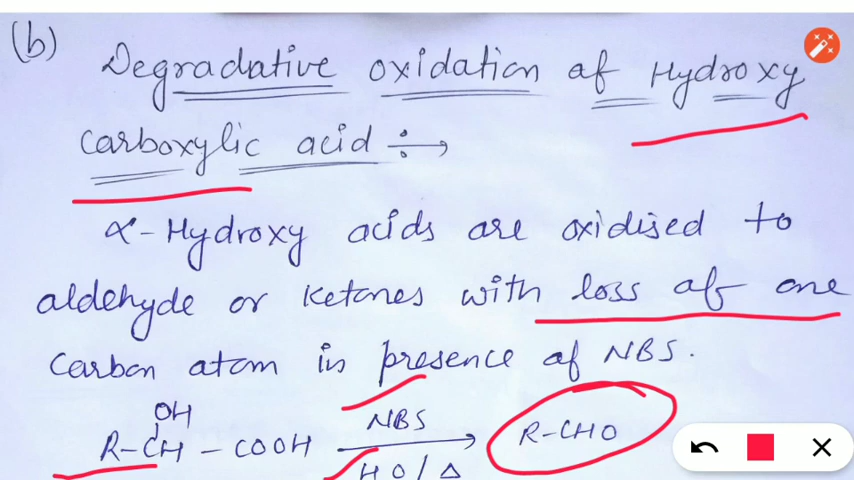 (b) Degradative oxidation of Hydroxy
carboxylic acid ÷→
α-Hydroxy acids are oxidised to
aldehyde or Ketones with loss of one
Carbon atom in presence of NBS.
OH
R-CH-COOH NBS R-CHO
H O/Δ